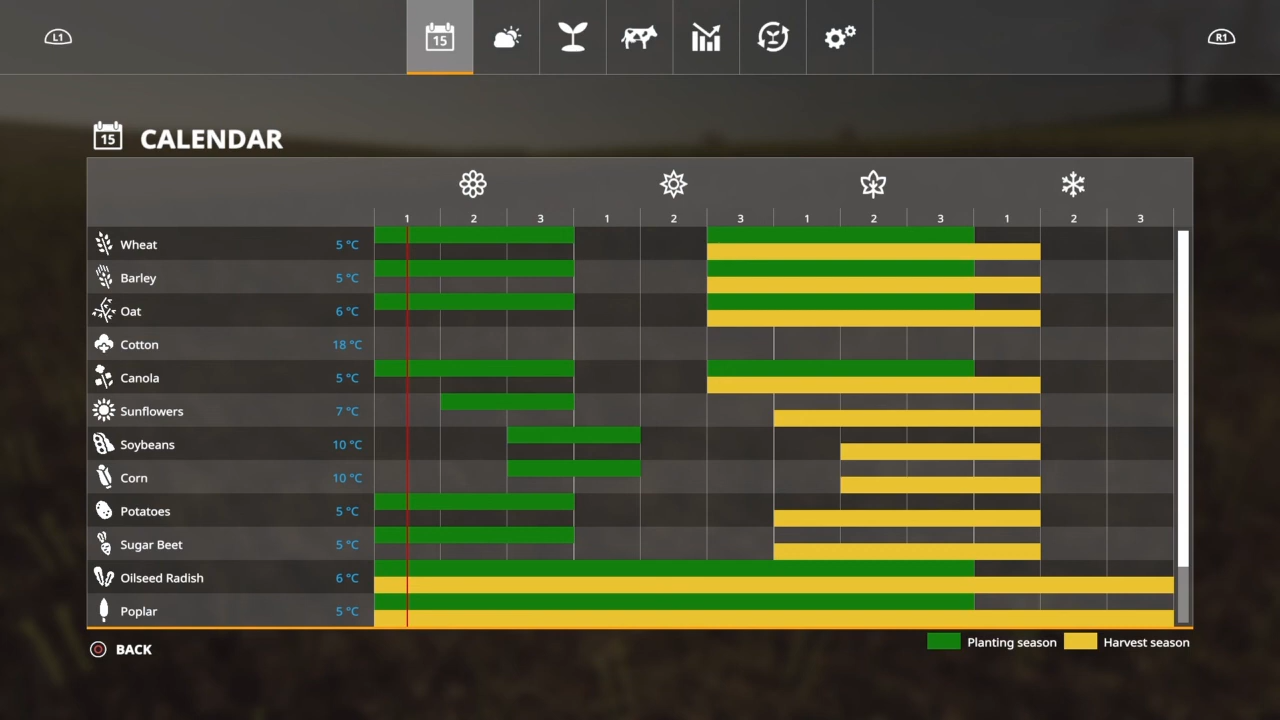 L1 15 R1
15 CALENDAR
1 2 3 1 2 3 1 2 3 1 2 3
Wheat 5 °C
Barley 5 °C
Oat 6 °C
Cotton 18 °C
Canola 5 °C
Sunflowers 7 °C
Soybeans 10 °C
Corn 10 °C
Potatoes 5 °C
Sugar Beet 5 °C
Oilseed Radish 6 °C
Poplar 5 °C
BACK Planting season Harvest season